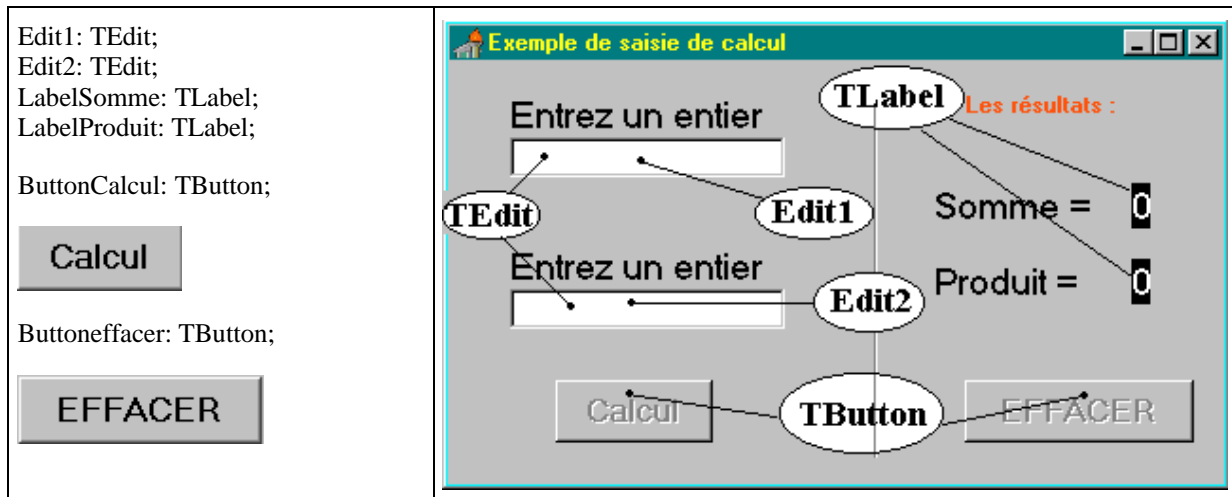 Edit1: TEdit;
Edit2: TEdit;
LabelSomme: TLabel;
LabelProduit: TLabel;
ButtonCalcul: TButton;
Calcul
Buttoneffacer: TButton;
EFFACER
Exemple de saisie de calcul
TLabel
Les résultats :
Entrez un entier
TEdit
Edit1
Somme =
0
Entrez un entier
Edit2
Produit =
0
Calcul
TButton
EFFACER